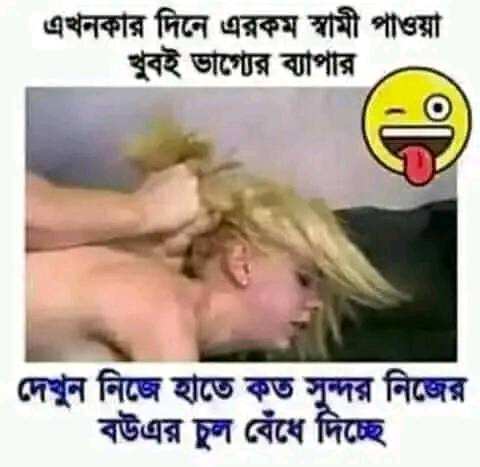 এখনকার দিনে এরকম স্বামী পাওয়া
খুবই ভাগ্যের ব্যাপার
দেখুন নিজে হাতে কত সুন্দর নিজের
বউএর চুল বেঁধে দিচ্ছে